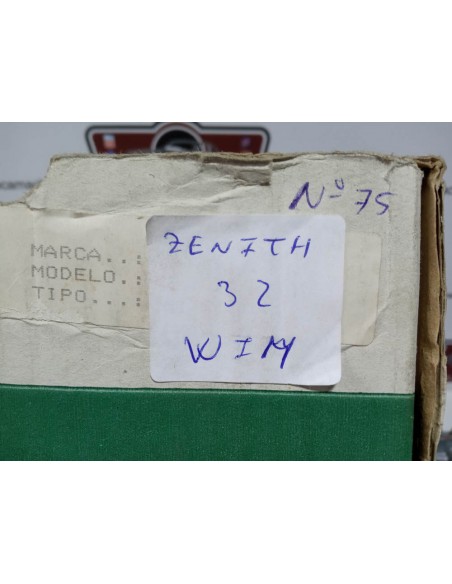 Nº 75
MARCA..:
MODELO.:
TIPO...:
ZENITH
32
WIM